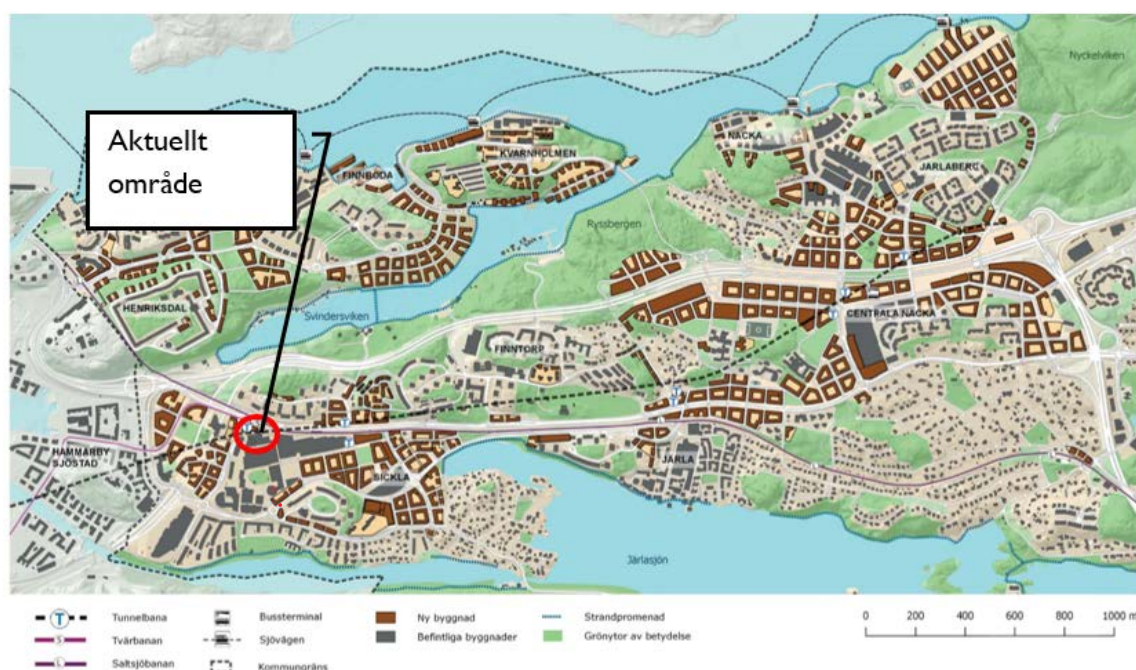 Aktuellt
område
NACKA
Nyckelviken
KVARNHOLMEN
JARLABERG
FINNBODA
Ryssbergen
HENRIKSDAL
Svindersviken
CENTRALA NACKA
FINNTORP
HAMMARBY
SJÖSTAD
SICKLA
JÄRLA
Järlasjön
T Tunnelbana
S Tvärbanan
L Saltsjöbanan
Bussterminal
Sjövägen
Kommungräns
Ny byggnad
Befintliga byggnader
Strandpromenad
Grönytor av betydelse
0 200 400 600 800 1000 m